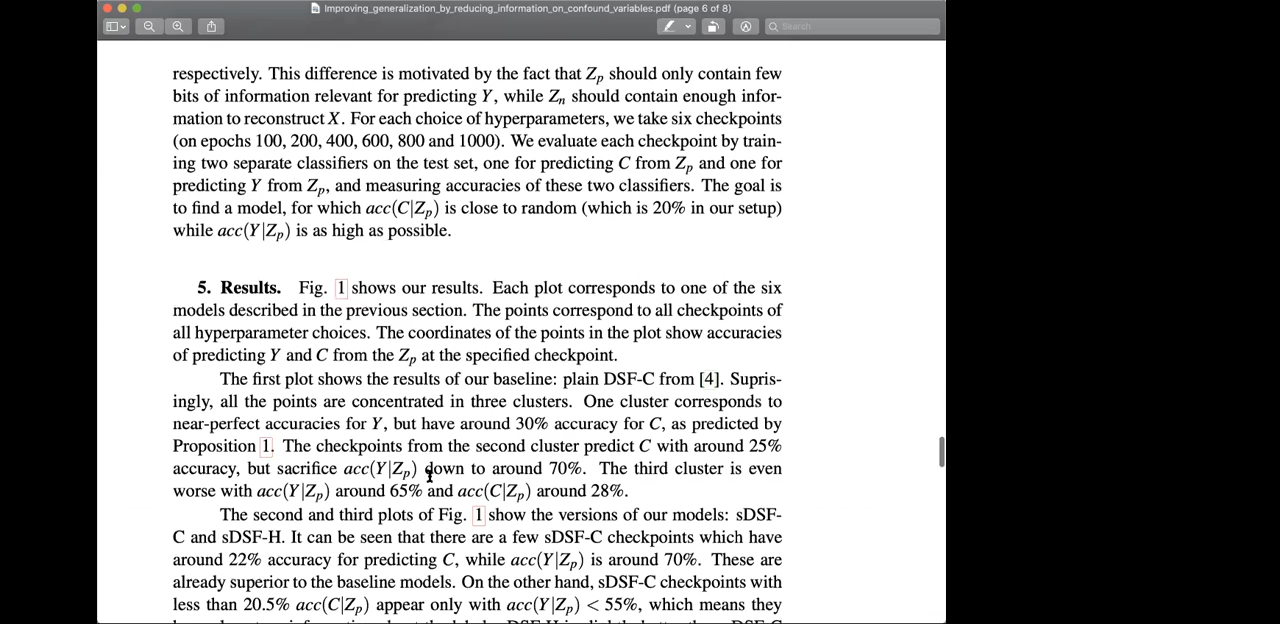 Improving_generalization_by_reducing_information_on_confound_variables.pdf (page 6 of 8)
Search
respectively. This difference is motivated by the fact that Zp should only contain few
bits of information relevant for predicting Y, while Zn should contain enough infor-
mation to reconstruct X. For each choice of hyperparameters, we take six checkpoints
(on epochs 100, 200, 400, 600, 800 and 1000). We evaluate each checkpoint by train-
ing two separate classifiers on the test set, one for predicting C from Zp and one for
predicting Y from Zp, and measuring accuracies of these two classifiers. The goal is
to find a model, for which acc(C|Zp) is close to random (which is 20% in our setup)
while acc(Y|Zp) is as high as possible.
5. Results. Fig. 1 shows our results. Each plot corresponds to one of the six
models described in the previous section. The points correspond to all checkpoints of
all hyperparameter choices. The coordinates of the points in the plot show accuracies
of predicting Y and C from the Zp at the specified checkpoint.
The first plot shows the results of our baseline: plain DSF-C from [4]. Supris-
ingly, all the points are concentrated in three clusters. One cluster corresponds to
near-perfect accuracies for Y, but have around 30% accuracy for C, as predicted by
Proposition 1. The checkpoints from the second cluster predict C with around 25%
accuracy, but sacrifice acc(Y|Zp) down to around 70%. The third cluster is even
worse with acc(Y|Zp) around 65% and acc(C|Zp) around 28%.
The second and third plots of Fig. 1 show the versions of our models: sDSF-
C and sDSF-H. It can be seen that there are a few sDSF-C checkpoints which have
around 22% accuracy for predicting C, while acc(Y|Zp) is around 70%. These are
already superior to the baseline models. On the other hand, sDSF-C checkpoints with
less than 20.5% acc(C|Zp) appear only with acc(Y|Zp) < 55%, which means they